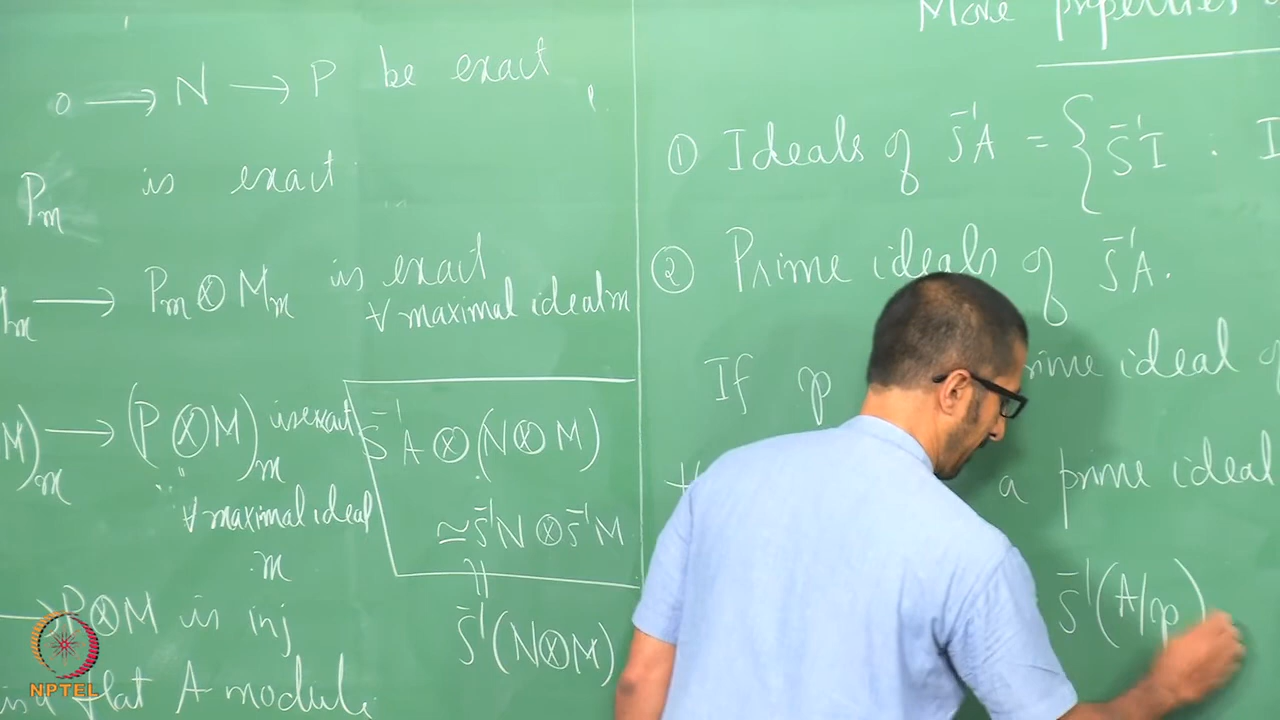 0 ⟶ N ⟶ P be exact
P_m is exact
⟶ P_m ⊗ M_m is exact
∀ maximal ideal m
M)_m ⟶ (P ⊗ M)_m is exact
∀ maximal ideal
m
S⁻¹A ⊗ (N ⊗ M)
≃ S⁻¹N ⊗ S⁻¹M
||
S⁻¹(N ⊗ M)
⟶ P ⊗ M is inj
is a flat A module.
More properties
① Ideals of S⁻¹A = { S⁻¹I : I
② Prime ideals of S⁻¹A.
If p rime ideal of
a prime ideal
S⁻¹(A/p)
NPTEL